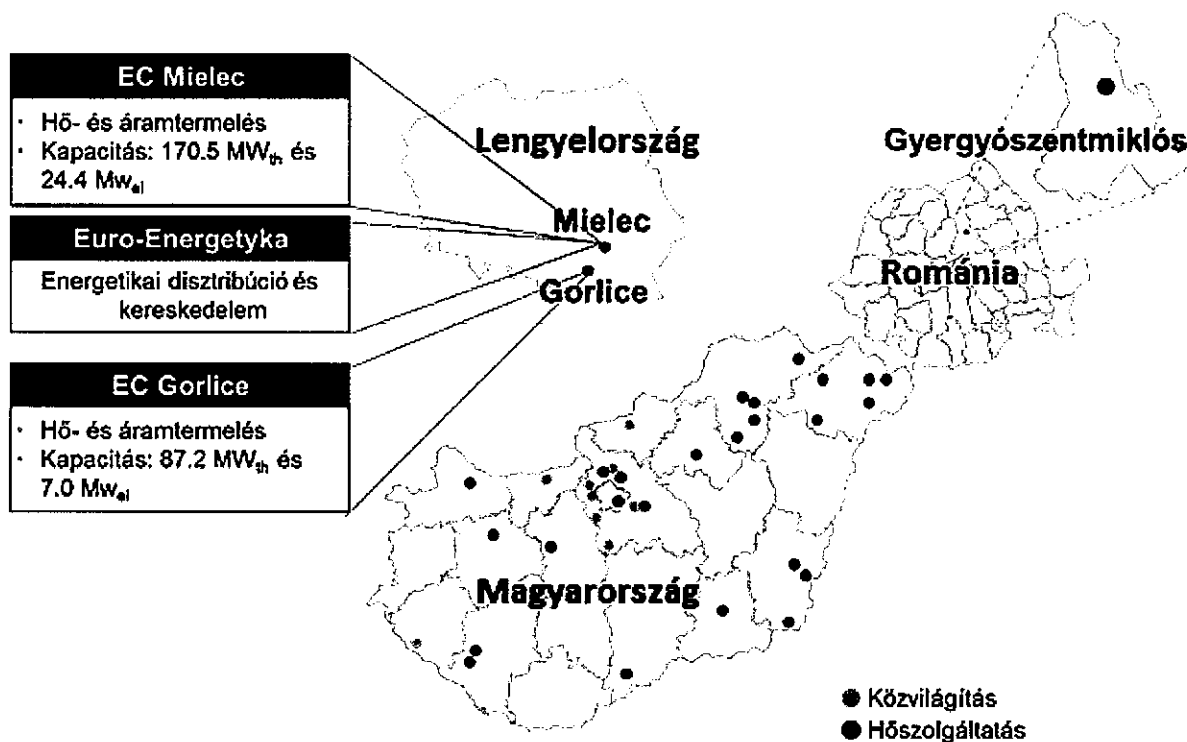 EC Mielec
· Hő- és áramtermelés
· Kapacitás: 170.5 MWth és
24.4 Mwel
Euro-Energetyka
Energetikai disztribúció és
kereskedelem
EC Gorlice
· Hő- és áramtermelés
· Kapacitás: 87.2 MWth és
7.0 Mwel
Lengyelország
Mielec
Gorlice
Gyergyószentmiklós
Románia
Magyarország
Közvilágítás
Hőszolgáltatás